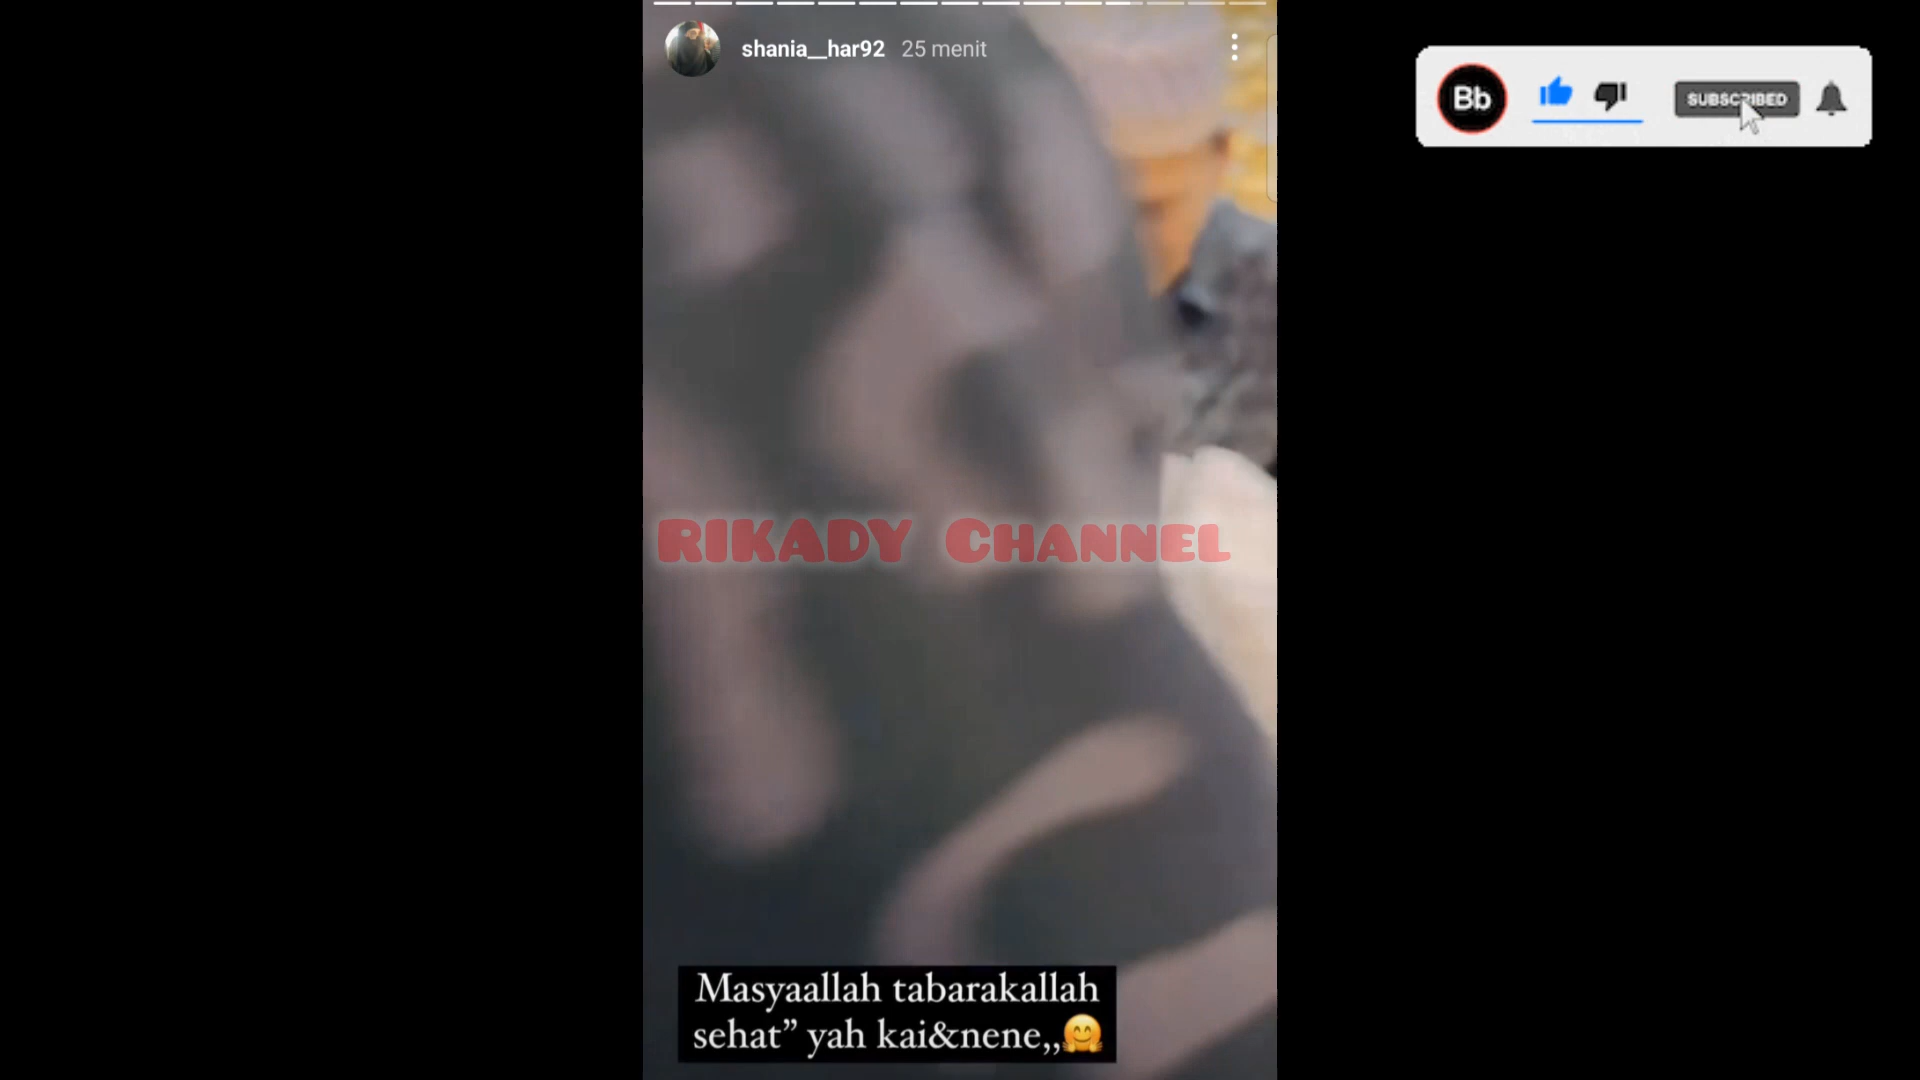 shania__har92 25 menit
Bb
SUBSCRIBED
RIKADY CHANNEL
Masyaallah tabarakallah
sehat” yah kai&nene,,🤗